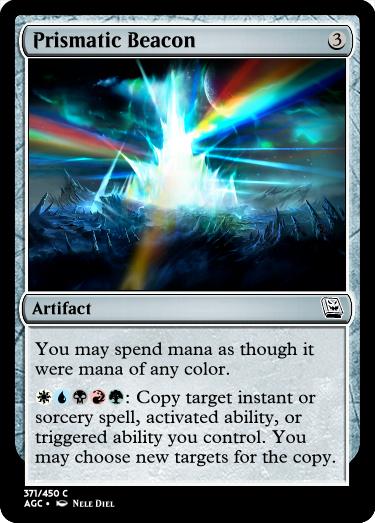 Prismatic Beacon 3
Artifact
You may spend mana as though it
were mana of any color.
: Copy target instant or
sorcery spell, activated ability, or
triggered ability you control. You
may choose new targets for the copy.
371/450 C
AGC • Nele Diel